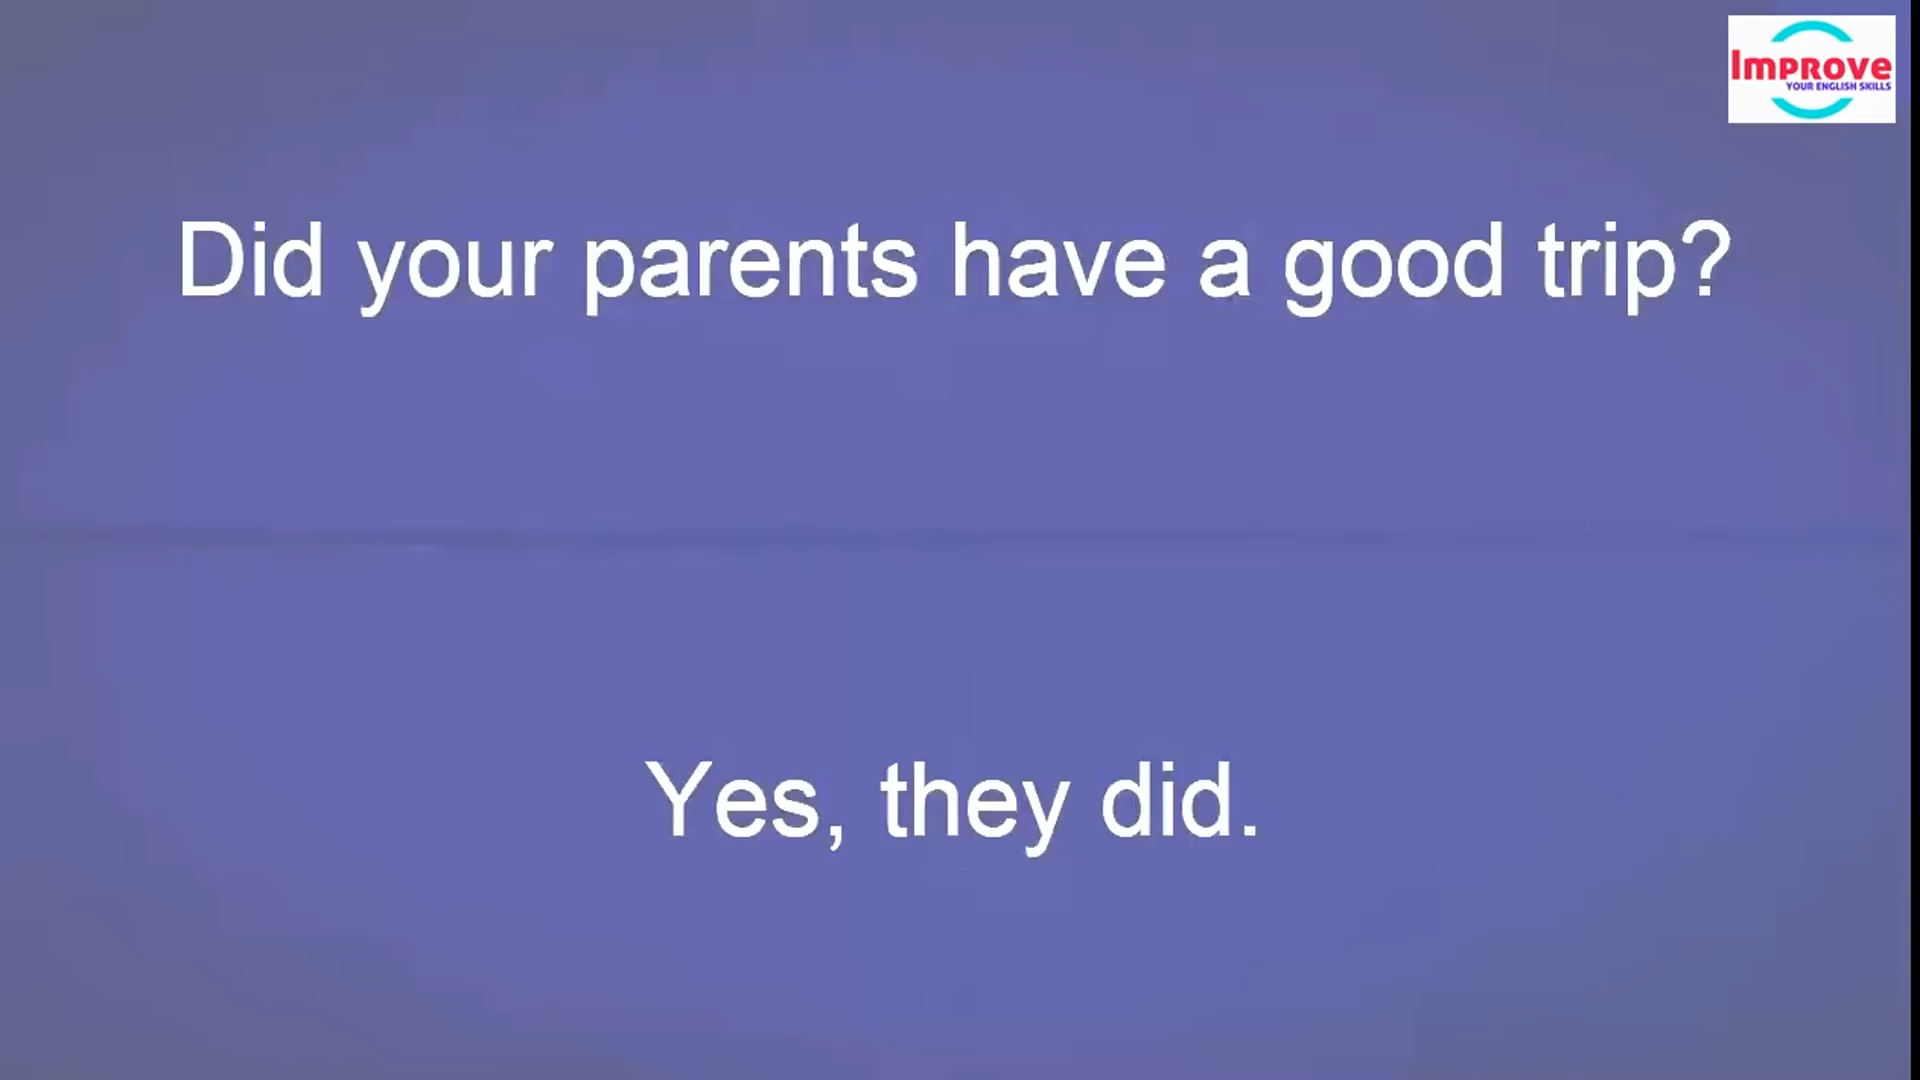 Improve
YOUR ENGLISH SKILLS
Did your parents have a good trip?
Yes, they did.